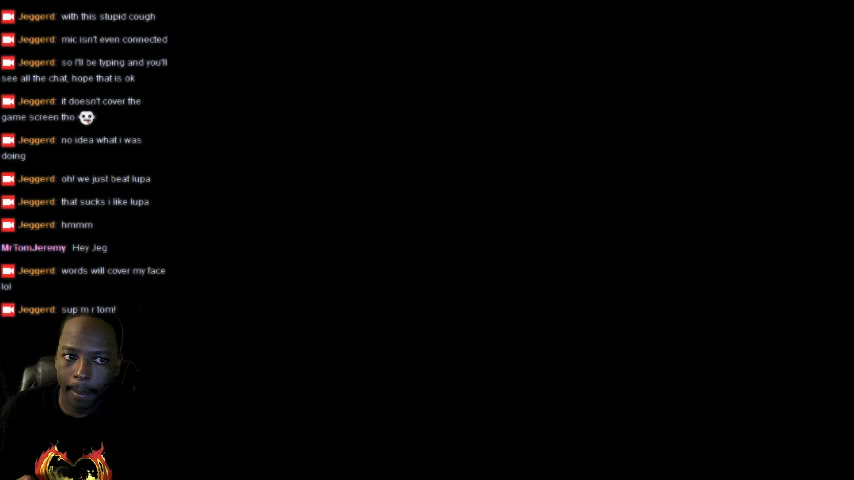 Jeggerd: with this stupid cough
Jeggerd: mic isn't even connected
Jeggerd: so I'll be typing and you'll
see all the chat, hope that is ok
Jeggerd: it doesn't cover the
game screen tho
Jeggerd: no idea what i was
doing
Jeggerd: oh! we just beat lupa
Jeggerd: that sucks i like lupa
Jeggerd: hmmm
MrTomJeremy: Hey Jeg
Jeggerd: words will cover my face
lol
Jeggerd: sup m r tom!